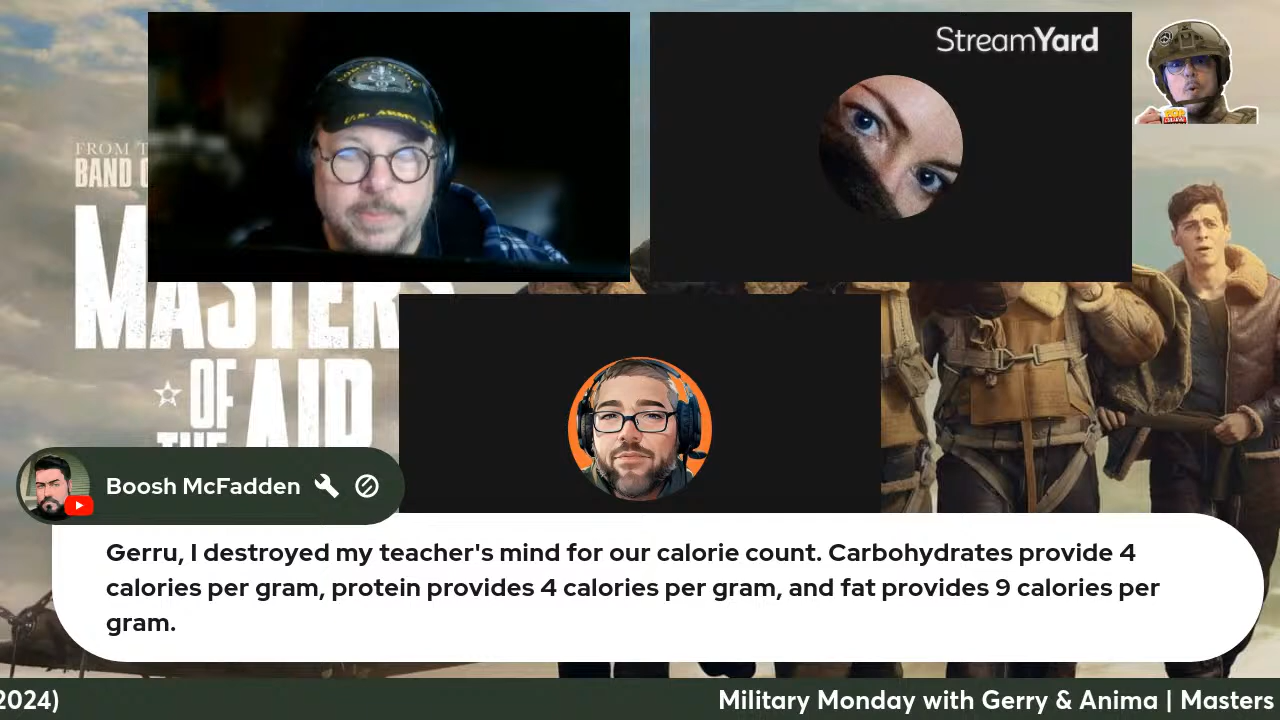 StreamYard
FROM T
BAND O
MASTERS
OF
THE AIR
Boosh McFadden
Gerru, I destroyed my teacher's mind for our calorie count. Carbohydrates provide 4
calories per gram, protein provides 4 calories per gram, and fat provides 9 calories per
gram.
2024)
Military Monday with Gerry & Anima | Masters